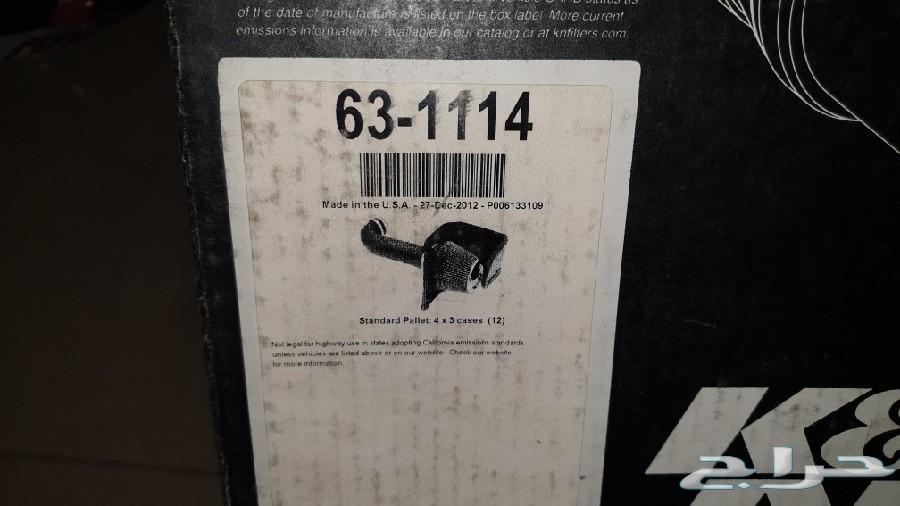 of the date of manufacture is listed on the box label. More current
emissions information is available in our catalog or at knfilters.com.
63-1114
Made in the U.S.A. - 27-Dec-2012 - P006133109
Standard Pallet: 4 x 3 cases (12)
Not legal for highway use in states adopting California emissions standards
unless vehicles are listed above or on our website. Check our website
for more information.
K&
حراج